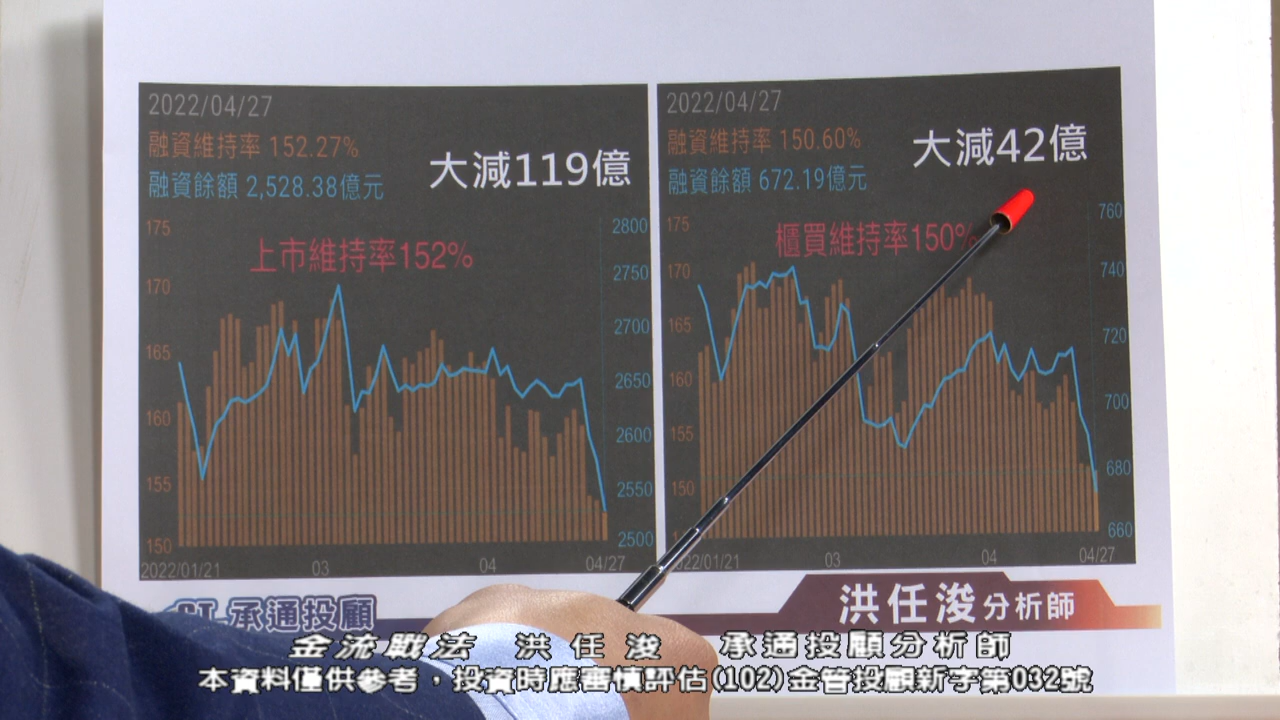 2022/04/27
融資維持率 152.27%
融資餘額 2,528.38億元
大減119億
上市維持率152%
175
170
165
160
155
150
2800
2750
2700
2650
2600
2550
2500
2022/01/21 03 04 04/27
2022/04/27
融資維持率 150.60%
融資餘額 672.19億元
大減42億
櫃買維持率150%
175
170
165
160
155
150
760
740
720
700
680
660
03 04 04/27
承通投顧
洪任浚分析師
金流戰法 洪任浚 承通投顧分析師
本資料僅供參考，投資時應審慎評估(102)金管投顧新字第032號